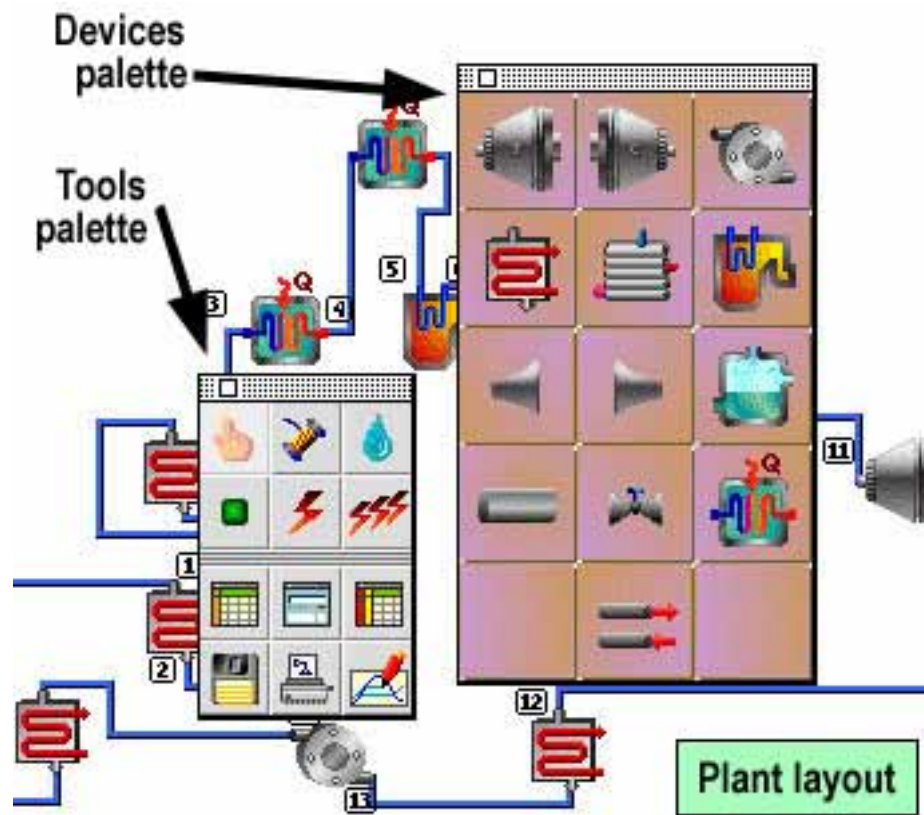 Devices
palette
Tools
palette
Q
Q
3
4
5
Q
11
1
2
12
13
Plant layout